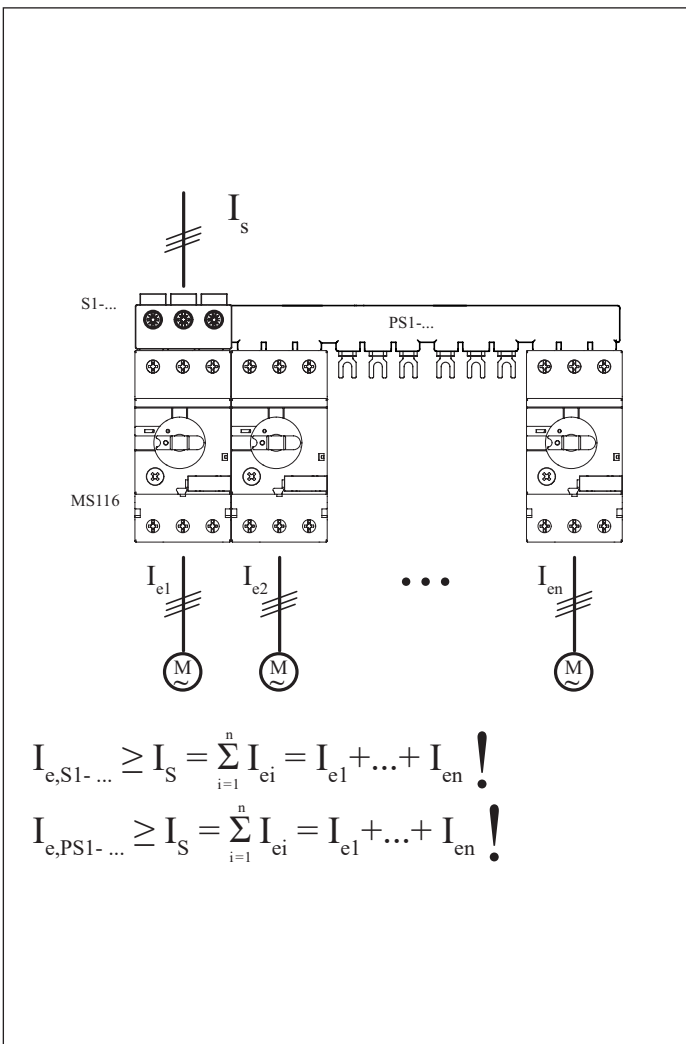 I_s
S1-...
PS1-...
MS116
I_e1 I_e2 ... I_en
M ~ M ~ M ~
I_e,S1- ... ≥ I_S = Σ_{i=1}^{n} I_ei = I_e1+...+ I_en !
I_e,PS1- ... ≥ I_S = Σ_{i=1}^{n} I_ei = I_e1+...+ I_en !